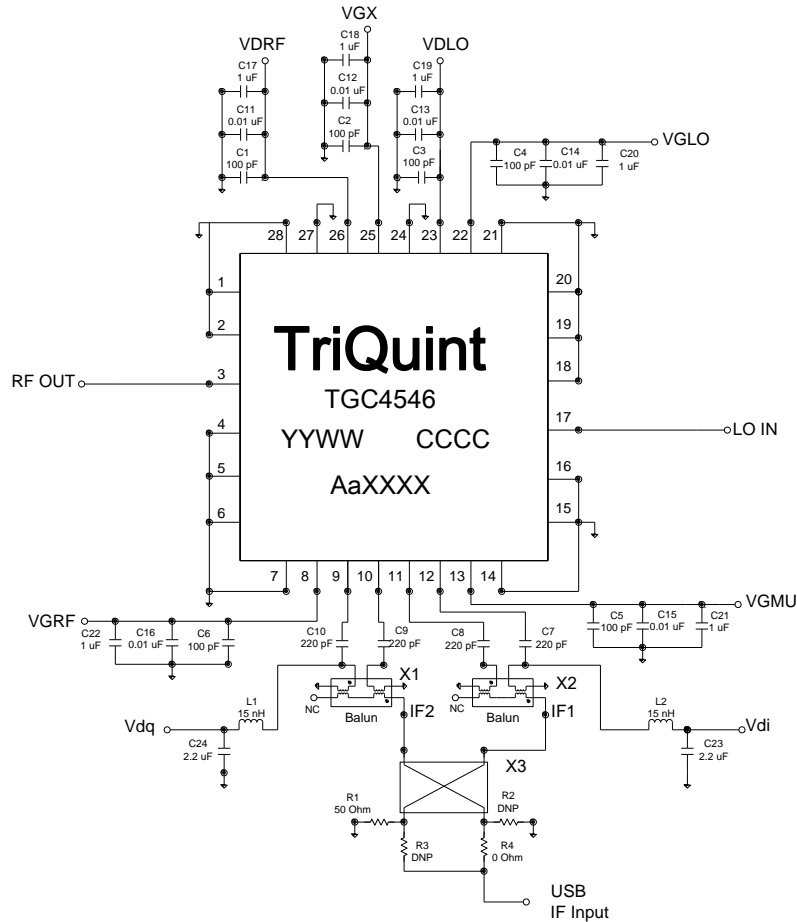 VGX
VDRF
VDLO
C18
1 uF
C17
1 uF
C19
1 uF
C12
0.01 uF
C11
0.01 uF
C13
0.01 uF
C2
100 pF
C1
100 pF
C3
100 pF
VGLO
C4
100 pF
C14
0.01 uF
C20
1 uF
28
27
26
25
24
23
22
21
1
2
3
4
5
6
20
19
18
17
16
15
RF OUT
LO IN
TriQuint
TGC4546
YYWW CCCC
AaXXXX
7
8
9
10
11
12
13
14
VGRF
C22
1 uF
C16
0.01 uF
C6
100 pF
C10
220 pF
C9
220 pF
C8
220 pF
C7
220 pF
C5
100 pF
C15
0.01 uF
C21
1 uF
VGMU
X1
NC
Balun
IF2
X2
NC
Balun
IF1
L1
15 nH
Vdq
C24
2.2 uF
L2
15 nH
Vdi
C23
2.2 uF
X3
R1
50 Ohm
R2
DNP
R3
DNP
R4
0 Ohm
USB
IF Input